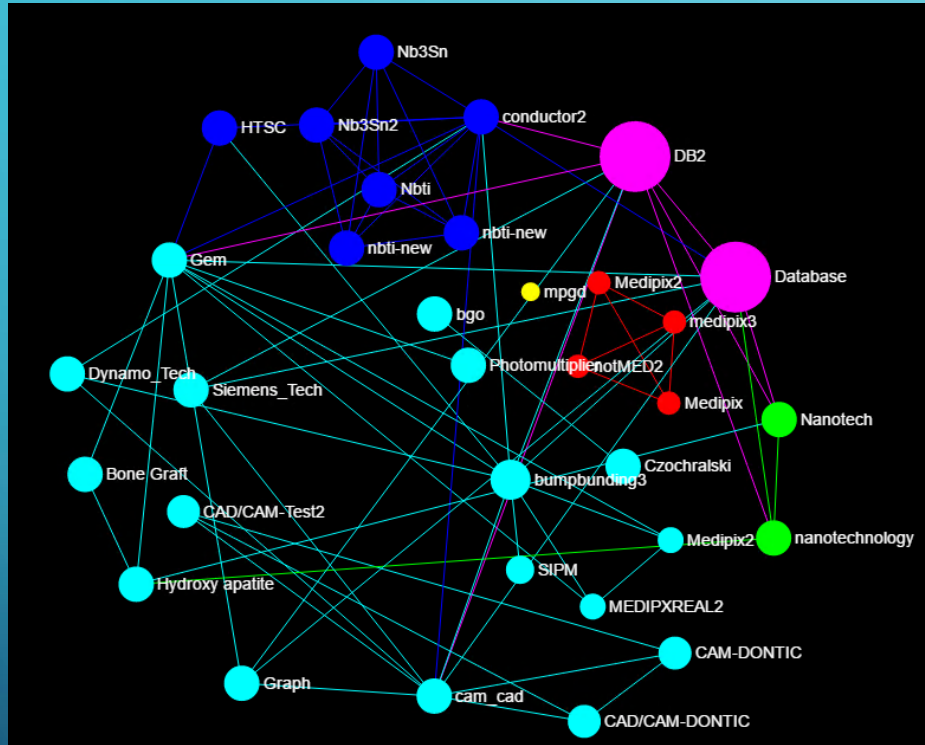 Nb3Sn
conductor2
HTSC
Nb3Sn2
DB2
Nbti
nbti-new
nbti-new
Gem
Database
Medipix2
mpgd
bgo
medipix3
Photomultiplier
notMED2
Dynamo_Tech
Siemens_Tech
Medipix
Nanotech
Bone Graft
Czochralski
bumpbunding3
CAD/CAM-Test2
Medipix2
nanotechnology
SIPM
Hydroxy apatite
MEDIPXREAL2
CAM-DONTIC
Graph
cam_cad
CAD/CAM-DONTIC